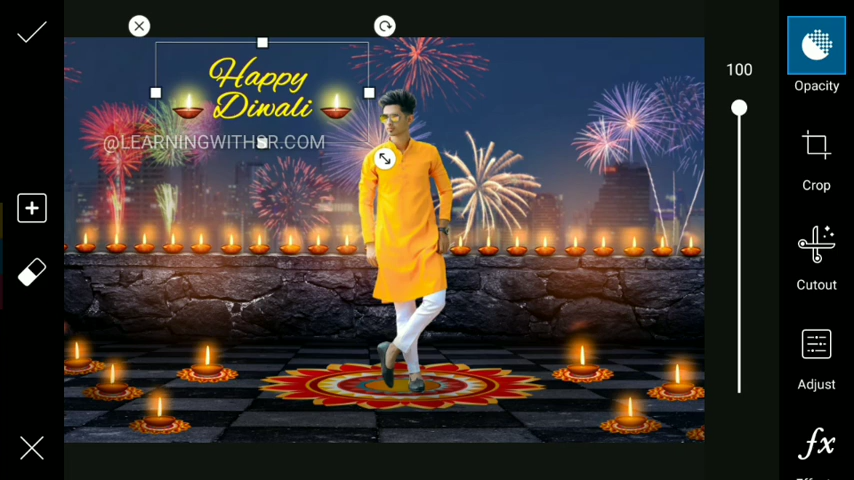 100
Opacity
Happy
Diwali
@LEARNINGWITHSR.COM
Crop
Cutout
Adjust
fx